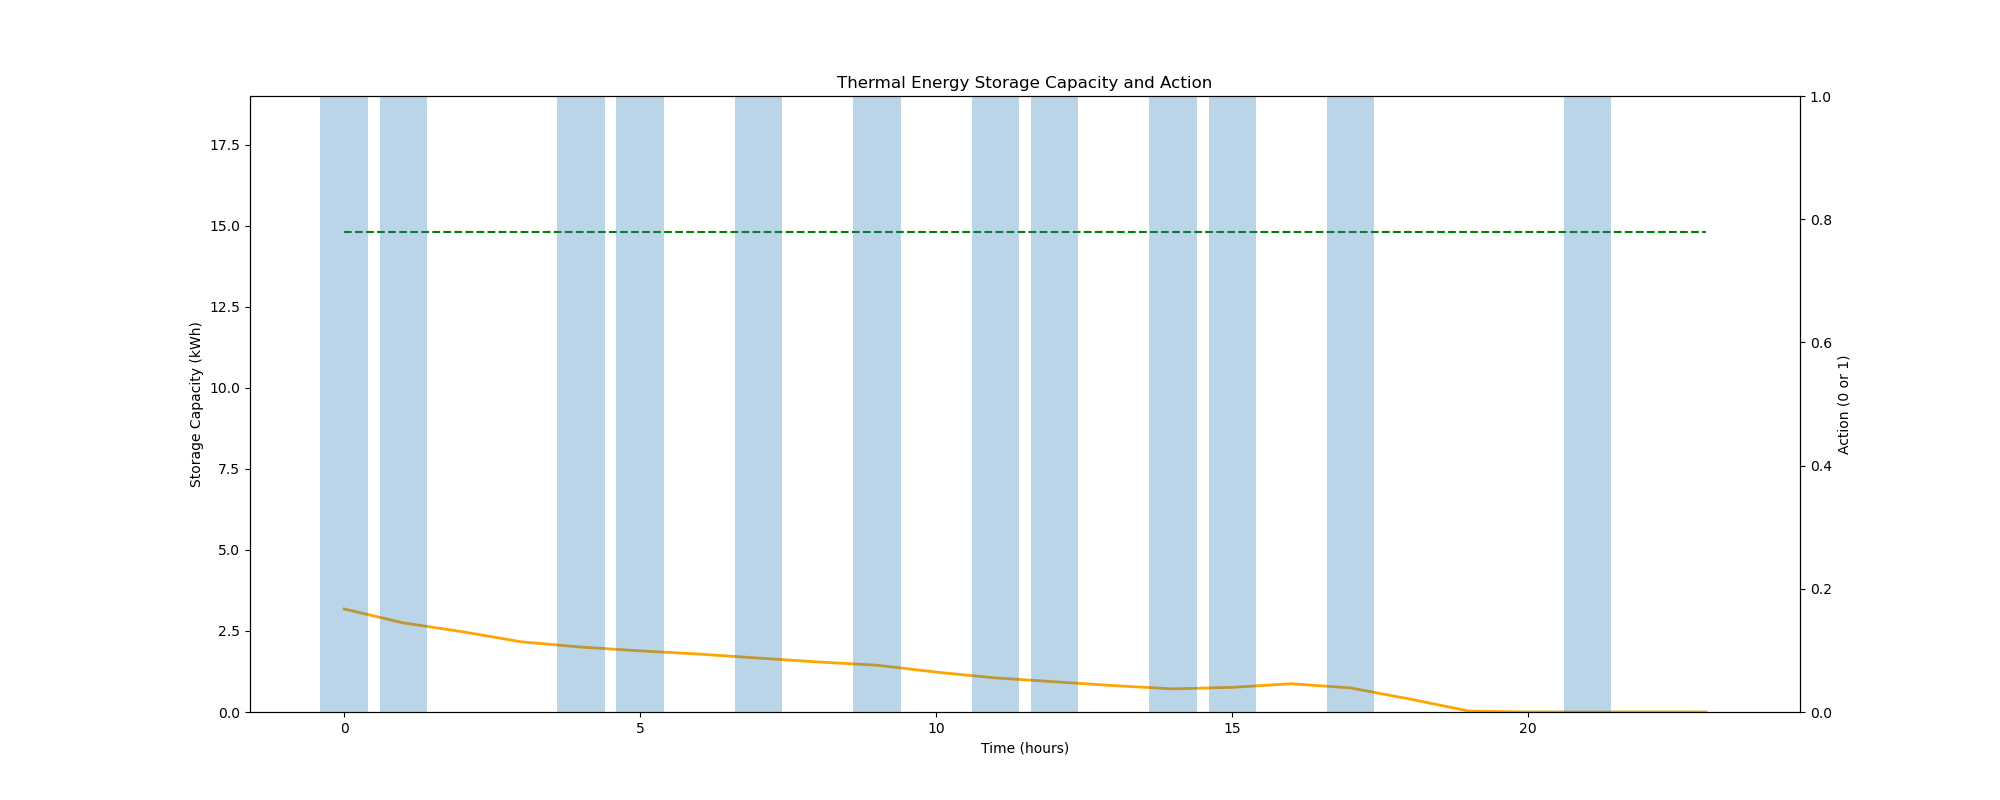 Thermal Energy Storage Capacity and Action
Storage Capacity (kWh)
17.5
15.0
12.5
10.0
7.5
5.0
2.5
0.0
1.0
0.8
0.6
0.4
0.2
0.0
Action (0 or 1)
0 5 10 15 20
Time (hours)